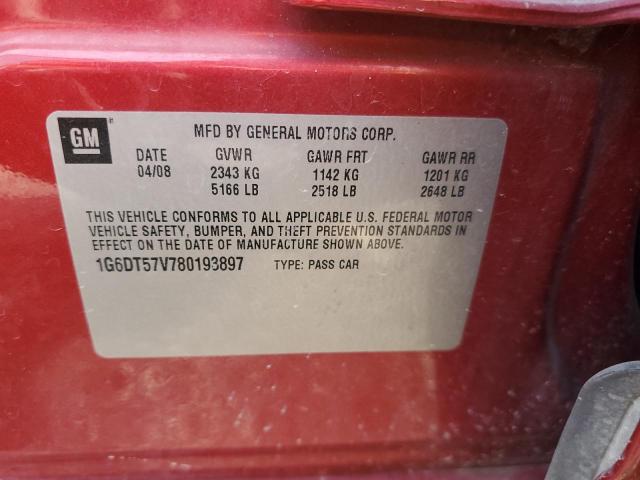 GM
MFD BY GENERAL MOTORS CORP.
DATE GVWR GAWR FRT GAWR RR
04/08 2343 KG 1142 KG 1201 KG
5166 LB 2518 LB 2648 LB
THIS VEHICLE CONFORMS TO ALL APPLICABLE U.S. FEDERAL MOTOR
VEHICLE SAFETY, BUMPER, AND THEFT PREVENTION STANDARDS IN
EFFECT ON THE DATE OF MANUFACTURE SHOWN ABOVE.
1G6DT57V780193897 TYPE: PASS CAR